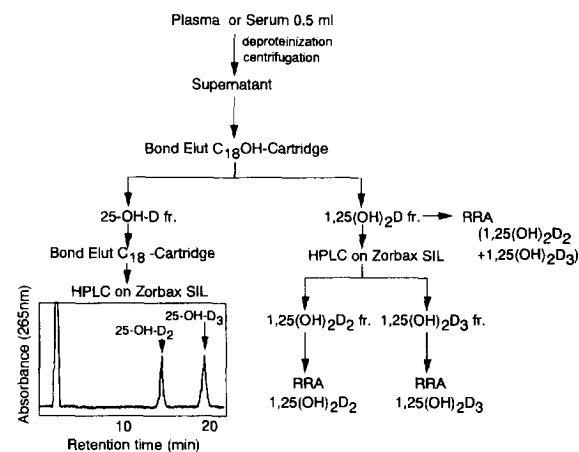 Plasma or Serum 0.5 ml
deproteinization
centrifugation
Supernatant
Bond Elut C18OH-Cartridge
25-OH-D fr.
Bond Elut C18 -Cartridge
HPLC on Zorbax SIL
1,25(OH)2D fr.
RRA
(1,25(OH)2D2
+1,25(OH)2D3)
HPLC on Zorbax SIL
1,25(OH)2D2 fr.
1,25(OH)2D3 fr.
RRA
1,25(OH)2D2
RRA
1,25(OH)2D3
Absorbance (265nm)
25-OH-D3
25-OH-D2
10
20
Retention time (min)